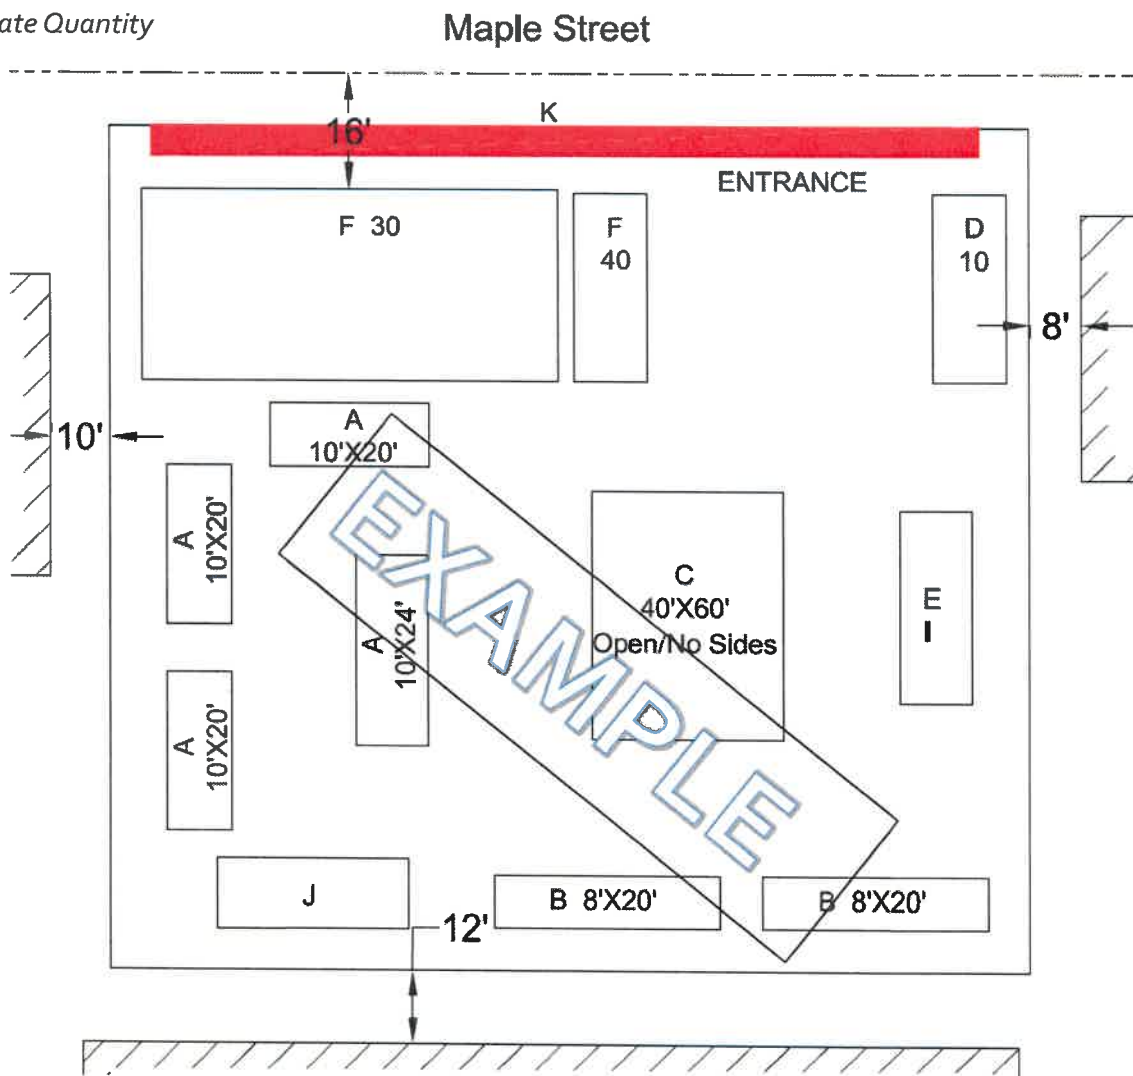 ate Quantity
Maple Street
K
16'
ENTRANCE
F 30
F
40
D
10
8'
10'
A
10'X20'
A
10'X20'
A
10'X24'
C
40'X60'
Open/No Sides
E
I
EXAMPLE
A
10'X20'
J
B 8'X20'
B 8'X20'
12'